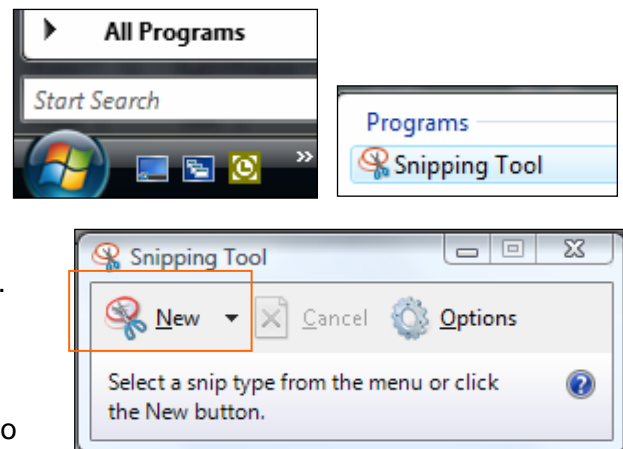 All Programs
Start Search
»
Programs
Snipping Tool
Snipping Tool
.
New Cancel Options
Select a snip type from the menu or click
the New button.
o